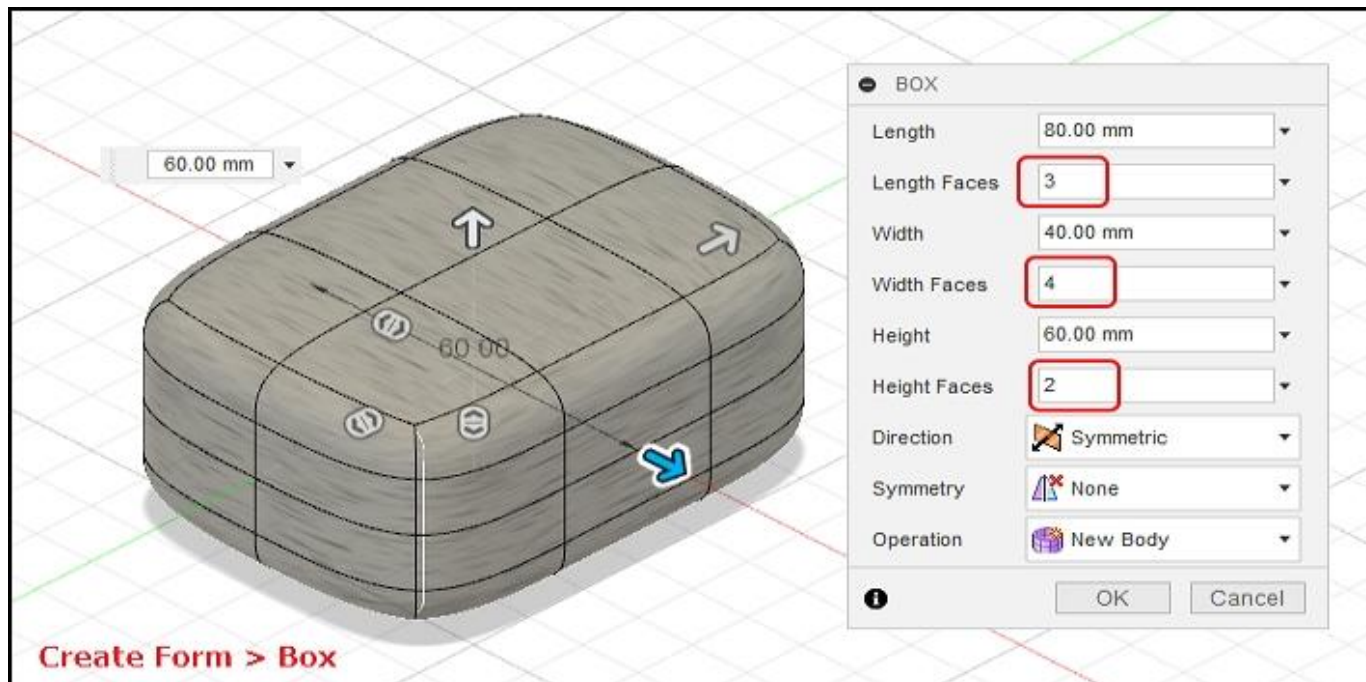 BOX
Length 80.00 mm
60.00 mm
Length Faces 3
Width 40.00 mm
Width Faces 4
Height 60.00 mm
60.00
Height Faces 2
Direction Symmetric
Symmetry None
Operation New Body
OK Cancel
Create Form > Box